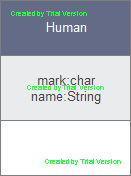 Created by Trial Version
Human
mark:char
Created by Trial Version
name:String
Created by Trial Version